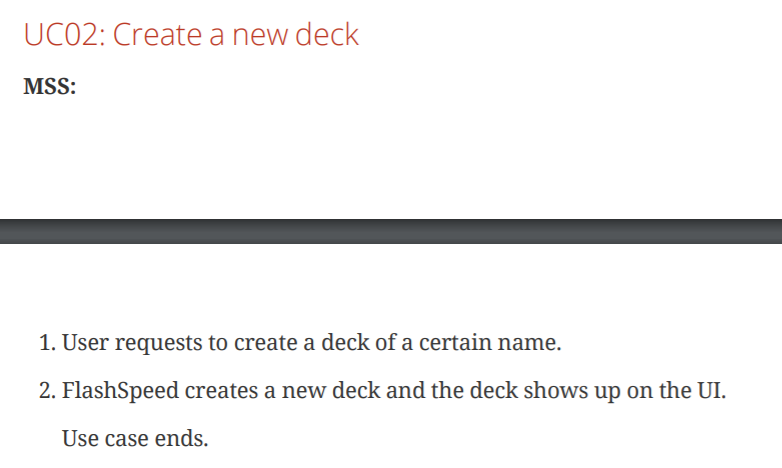 UC02: Create a new deck
MSS:
1. User requests to create a deck of a certain name.
2. FlashSpeed creates a new deck and the deck shows up on the UI.
Use case ends.